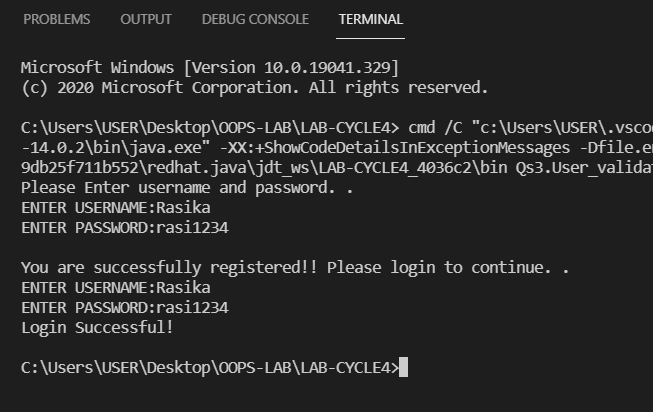 PROBLEMS OUTPUT DEBUG CONSOLE TERMINAL
Microsoft Windows [Version 10.0.19041.329]
(c) 2020 Microsoft Corporation. All rights reserved.
C:\Users\USER\Desktop\OOPS-LAB\LAB-CYCLE4> cmd /C "c:\Users\USER\.vsco
-14.0.2\bin\java.exe" -XX:+ShowCodeDetailsInExceptionMessages -Dfile.en
9db25f711b552\redhat.java\jdt_ws\LAB-CYCLE4_4036c2\bin Qs3.User_valida
Please Enter username and password. .
ENTER USERNAME:Rasika
ENTER PASSWORD:rasi1234
You are successfully registered!! Please login to continue. .
ENTER USERNAME:Rasika
ENTER PASSWORD:rasi1234
Login Successful!
C:\Users\USER\Desktop\OOPS-LAB\LAB-CYCLE4>